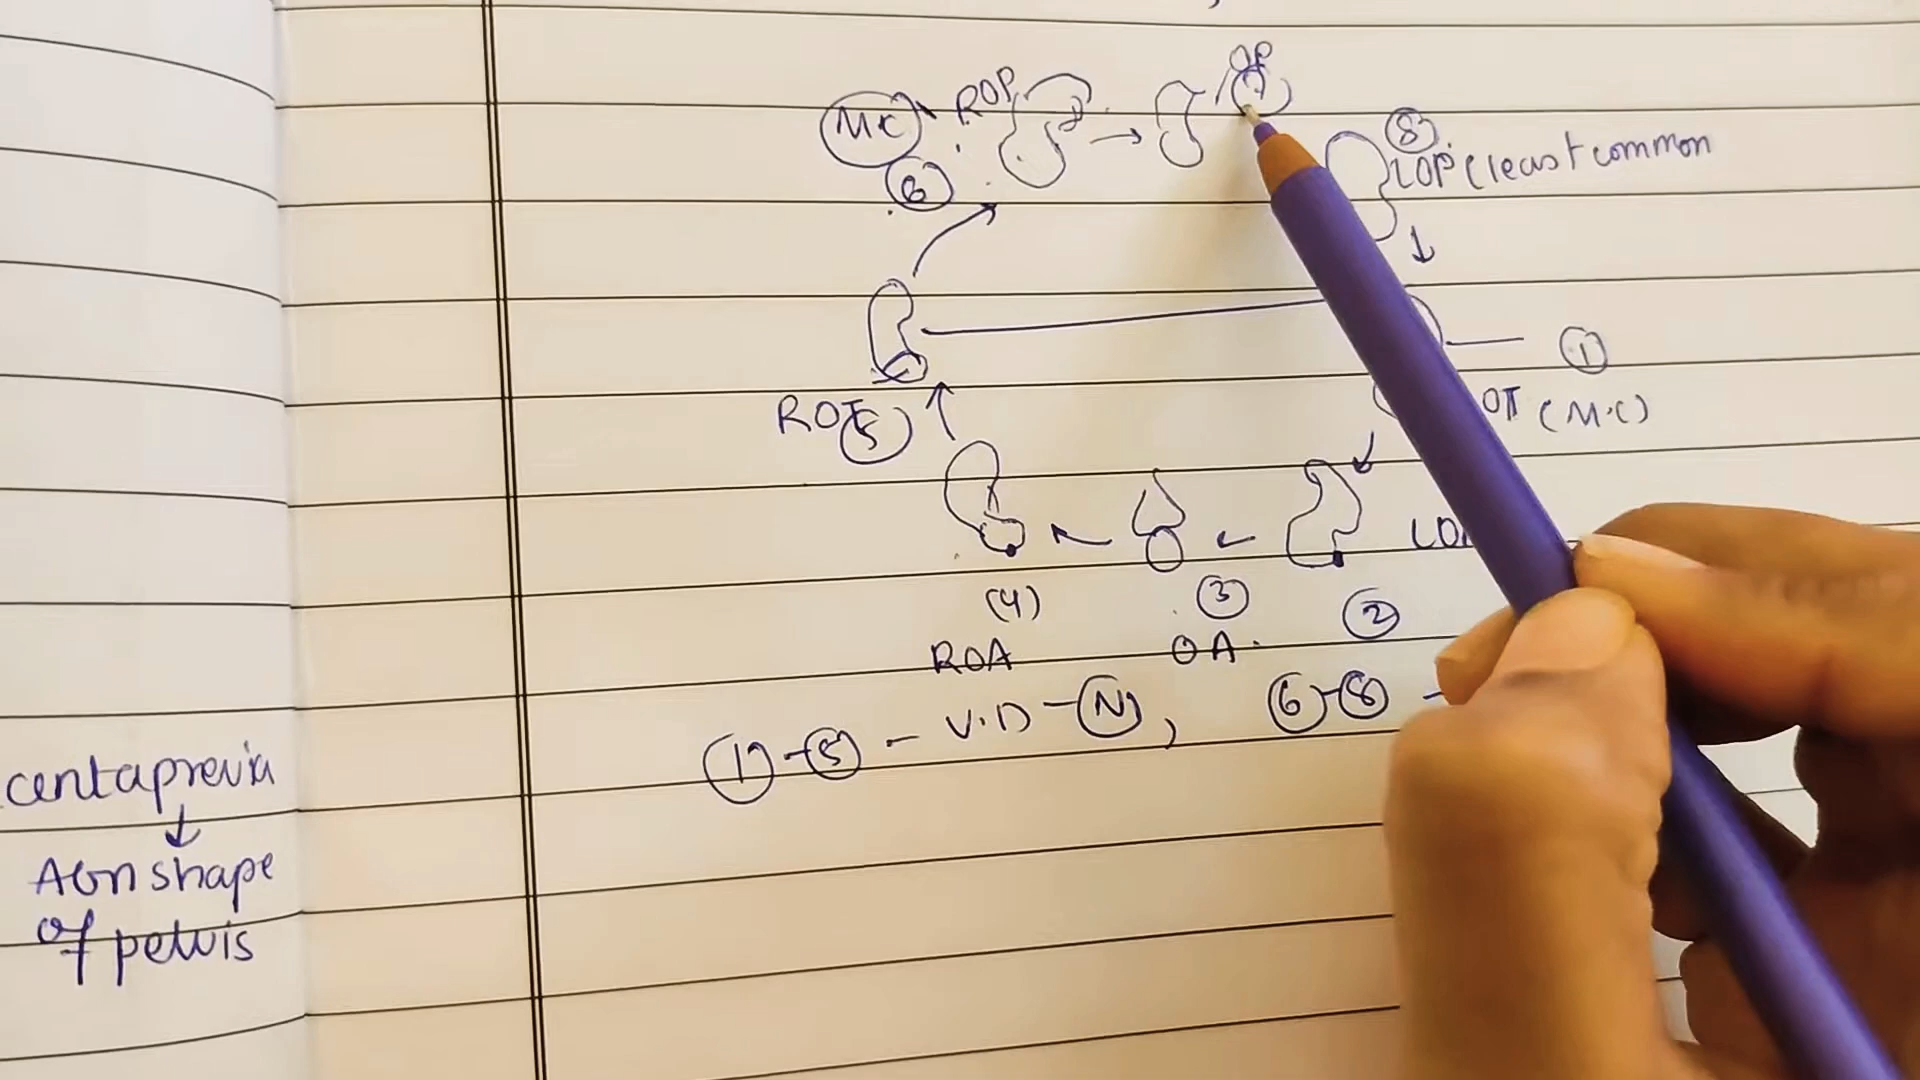 OP
7
M.C ROP
6
8
LOP (least common
1
ROT 5
OT (M.C)
LO
(4) 3 2
ROA OA
1 - 5 - V.D - N, 6 - 8 -
centaprevia
↓
Abn shape
of pelvis